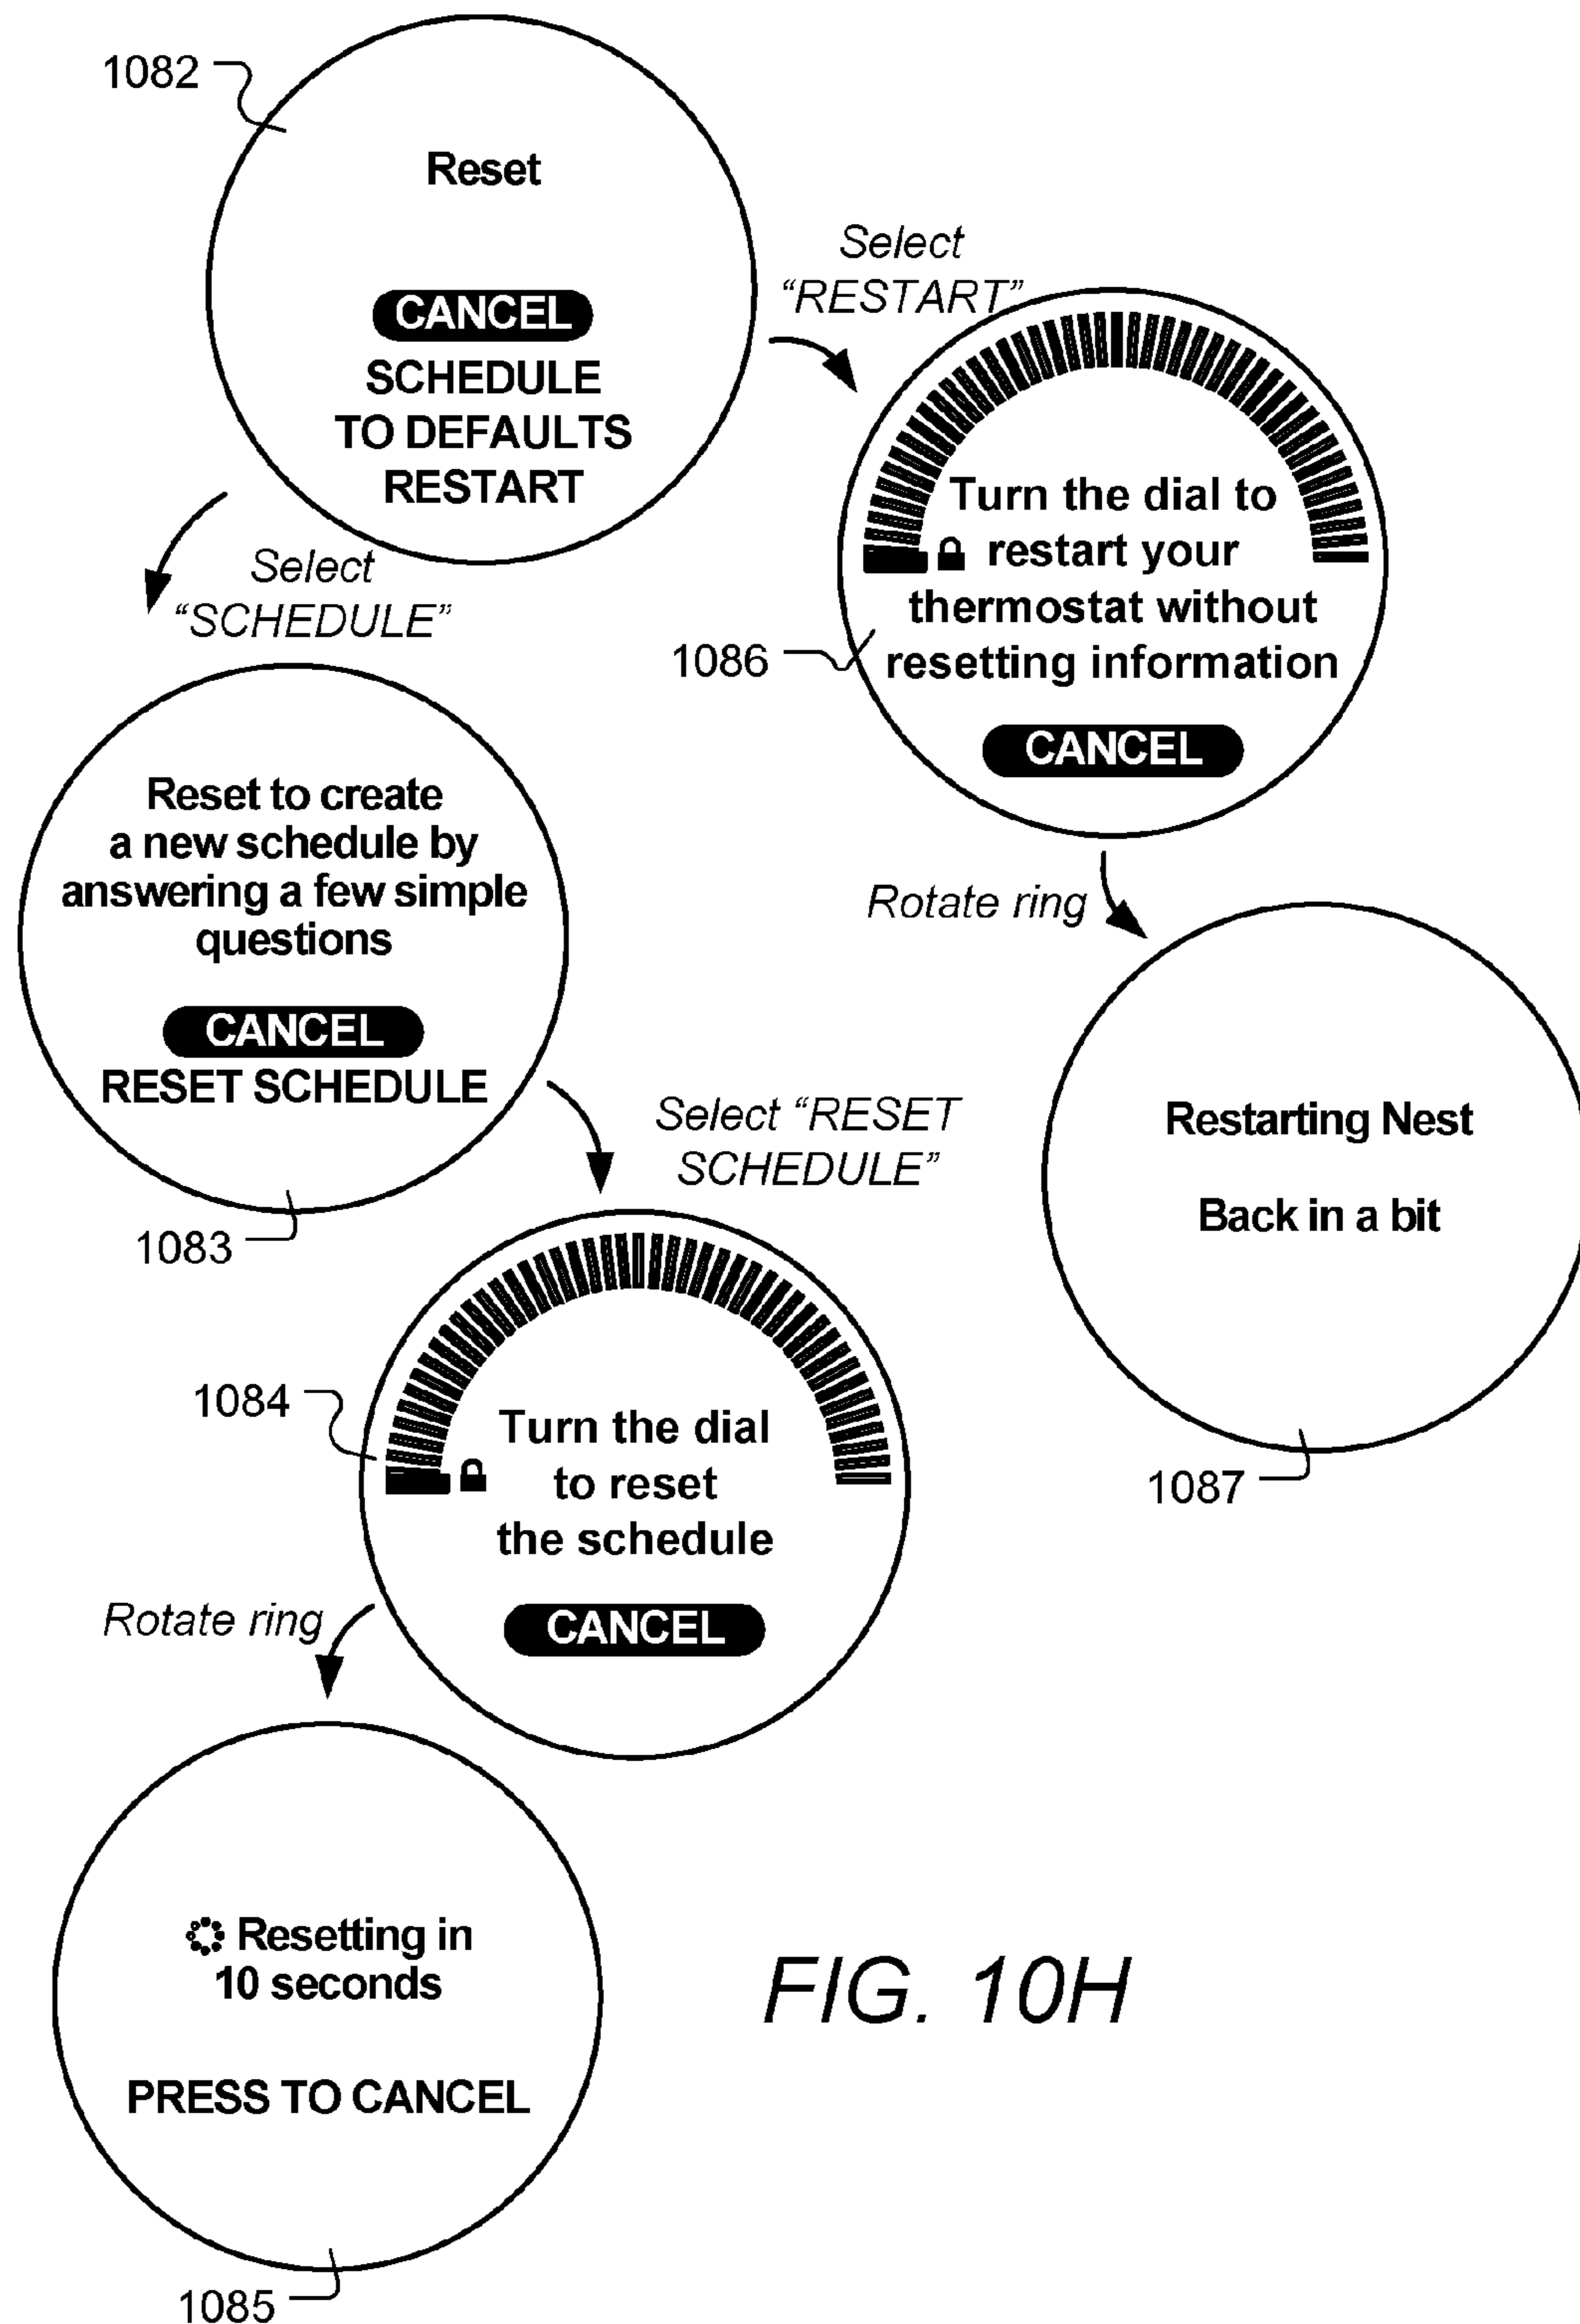 1082
Reset
CANCEL
SCHEDULE
TO DEFAULTS
RESTART
Select
“RESTART”
Turn the dial to
restart your
thermostat without
resetting information
CANCEL
1086
Select
“SCHEDULE”
Reset to create
a new schedule by
answering a few simple
questions
CANCEL
RESET SCHEDULE
1083
Rotate ring
Restarting Nest
Back in a bit
1087
Select “RESET
SCHEDULE”
1084
Turn the dial
to reset
the schedule
CANCEL
Rotate ring
Resetting in
10 seconds
PRESS TO CANCEL
1085
FIG. 10H